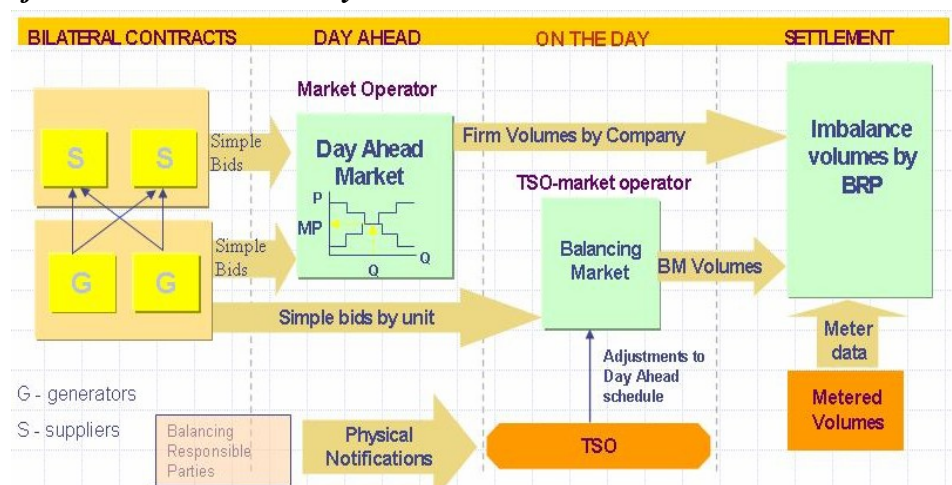 BILATERAL CONTRACTS
DAY AHEAD
ON THE DAY
SETTLEMENT
Market Operator
Simple
Bids
S
S
Day Ahead
Market
P
MP
Q
Q
Firm Volumes by Company
Imbalance
volumes by
BRP
TSO-market operator
Simple
Bids
G
G
Balancing
Market
BM Volumes
Simple bids by unit
Adjustments to
Day Ahead
schedule
Meter
data
G - generators
S - suppliers
Balancing
Responsible
Parties
Physical
Notifications
TSO
Metered
Volumes